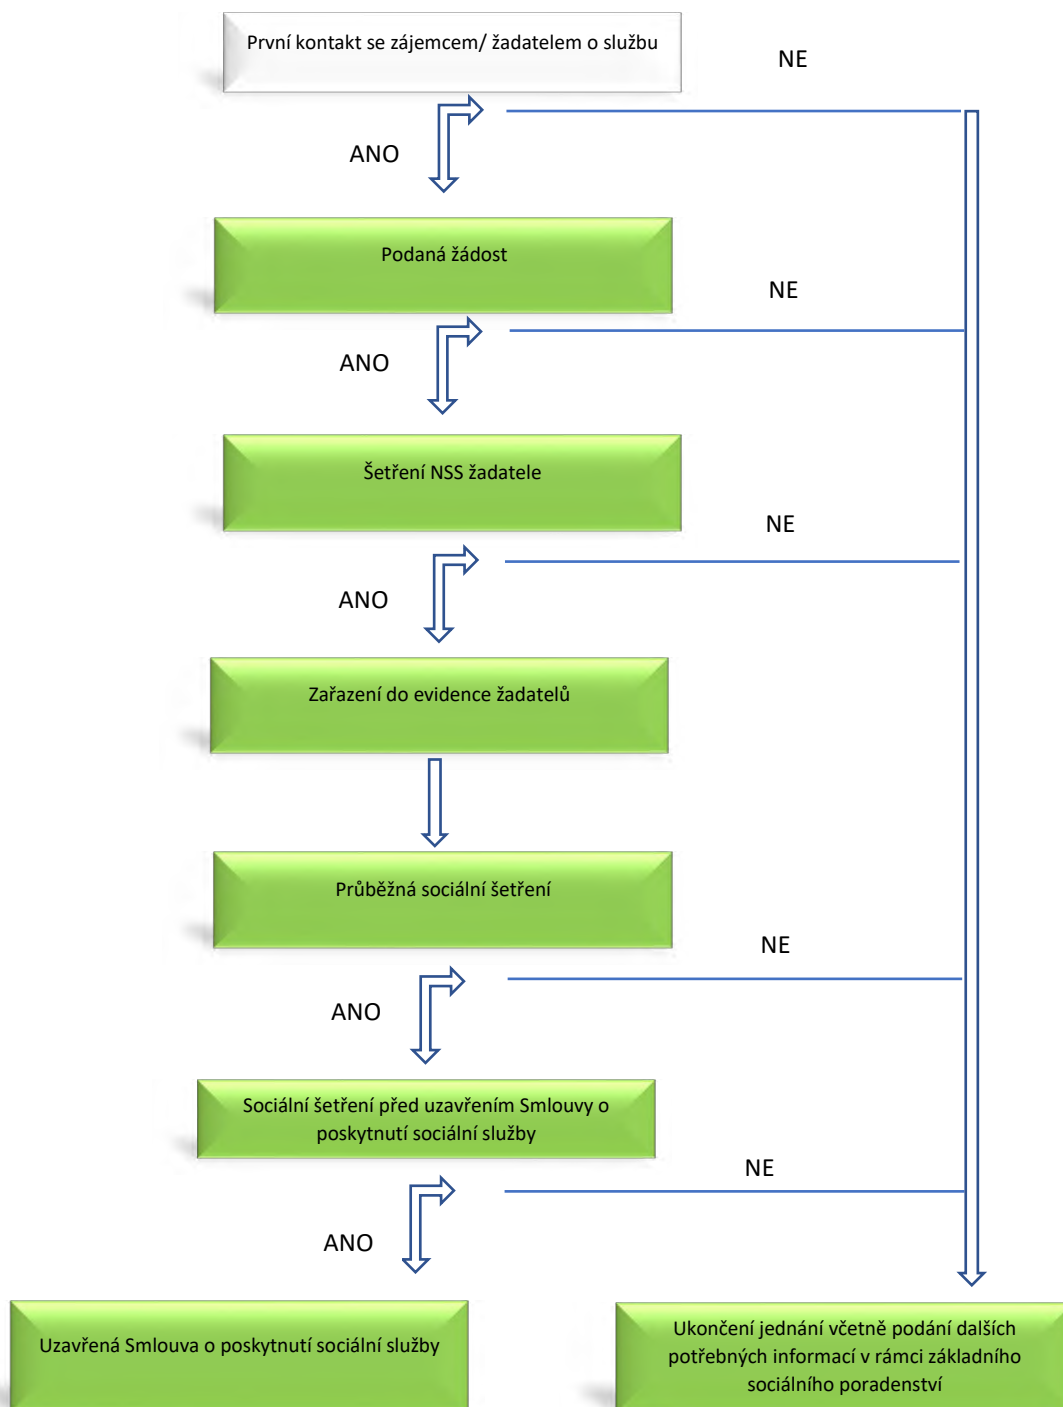 První kontakt se zájemcem/ žadatelem o službu
NE
ANO
Podaná žádost
NE
ANO
Šetření NSS žadatele
NE
ANO
Zařazení do evidence žadatelů
Průběžná sociální šetření
NE
ANO
Sociální šetření před uzavřením Smlouvy o
poskytnutí sociální služby
NE
ANO
Uzavřená Smlouva o poskytnutí sociální služby
Ukončení jednání včetně podání dalších
potřebných informací v rámci základního
sociálního poradenství